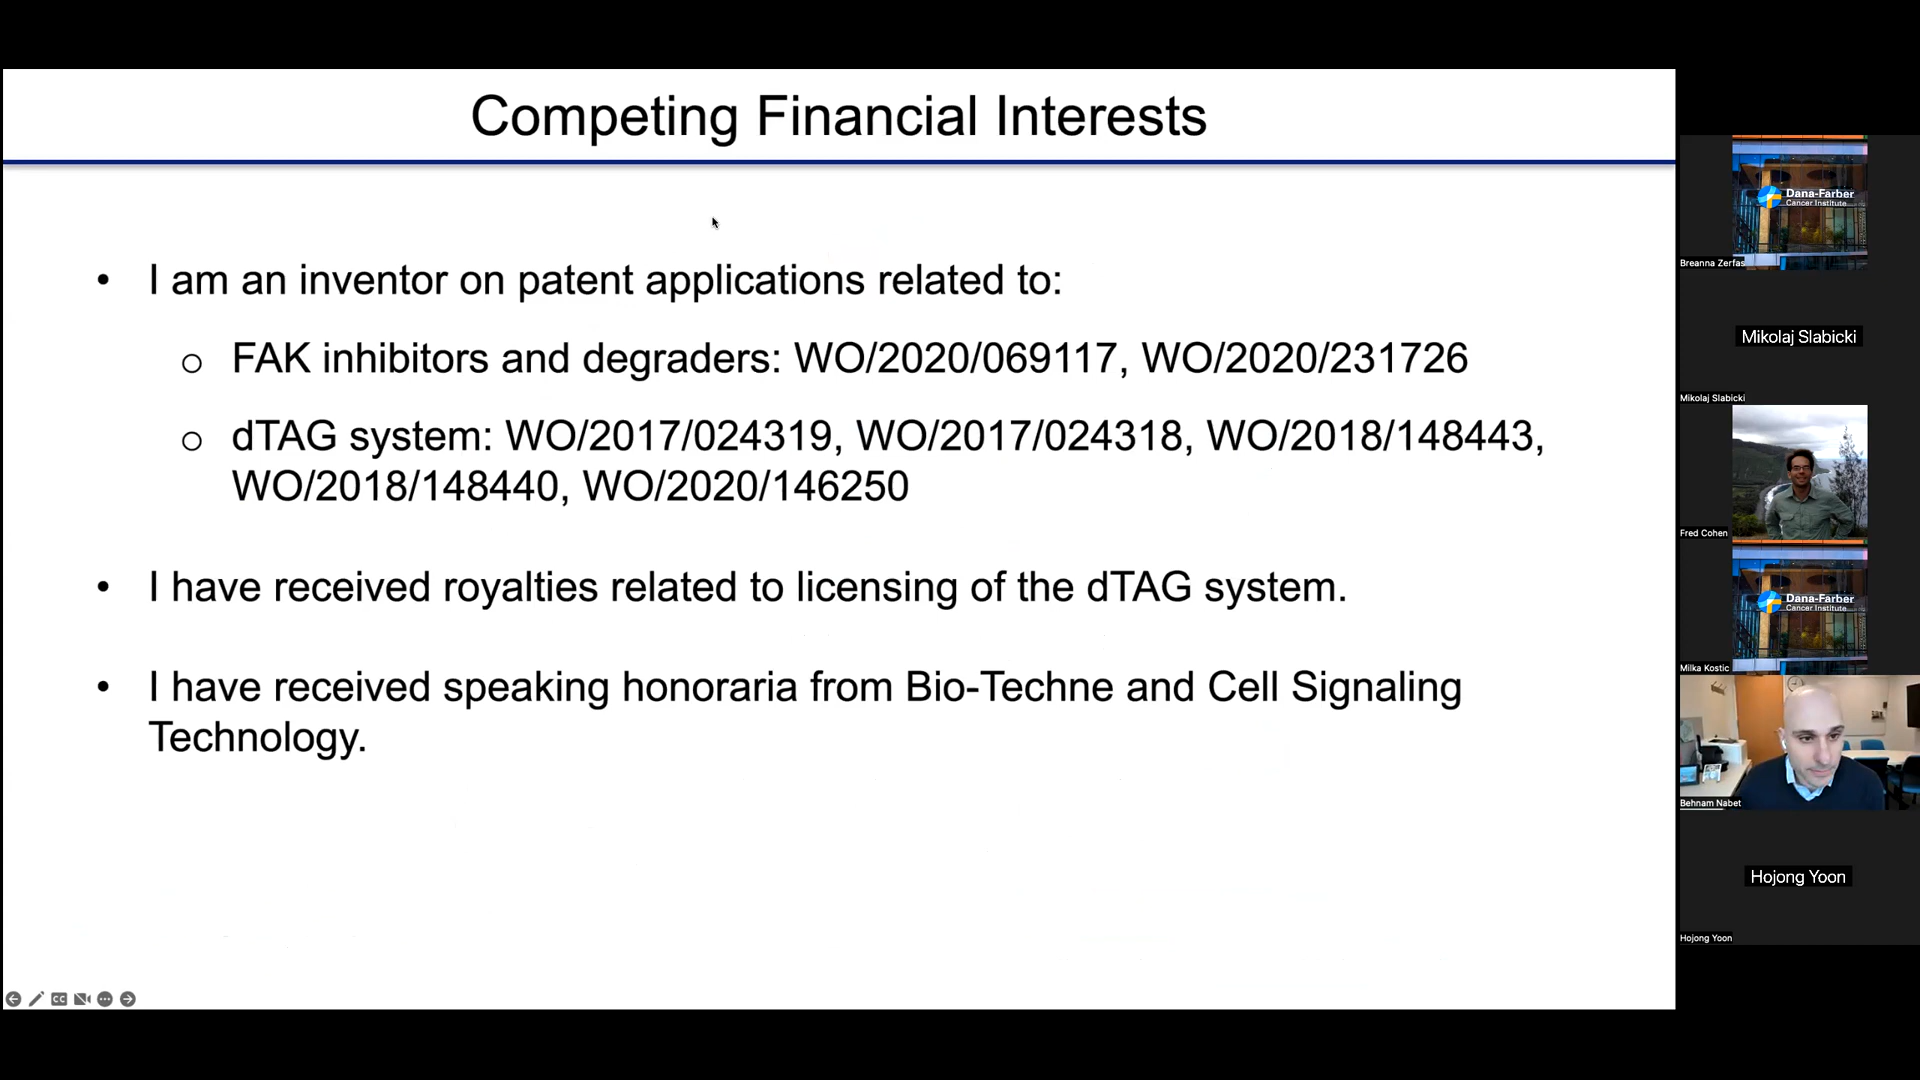 Competing Financial Interests
• I am an inventor on patent applications related to:
o FAK inhibitors and degraders: WO/2020/069117, WO/2020/231726
o dTAG system: WO/2017/024319, WO/2017/024318, WO/2018/148443,
WO/2018/148440, WO/2020/146250
• I have received royalties related to licensing of the dTAG system.
• I have received speaking honoraria from Bio-Techne and Cell Signaling
Technology.
CC
Dana-Farber
Cancer Institute
Breanna Zerfas
Mikolaj Slabicki
Mikolaj Slabicki
Fred Cohen
Dana-Farber
Cancer Institute
Milka Kostic
Behnam Nabet
Hojong Yoon
Hojong Yoon